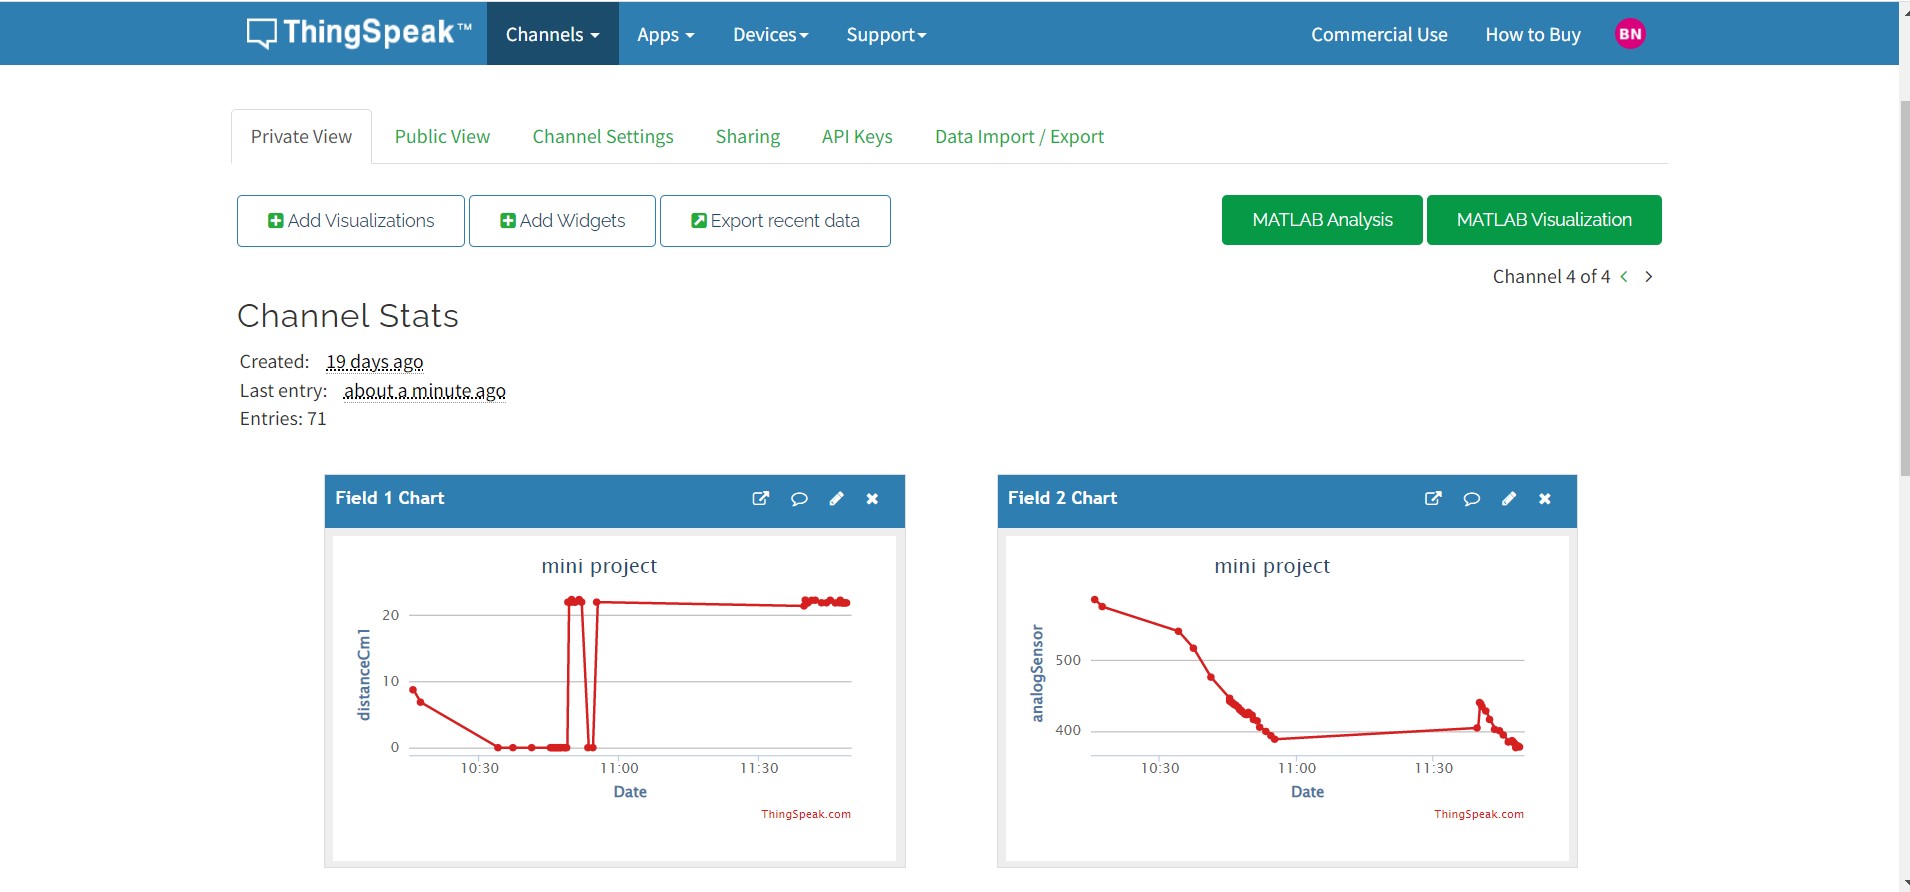 ThingSpeak™ Channels Apps Devices Support Commercial Use How to Buy BN
Private View Public View Channel Settings Sharing API Keys Data Import / Export
Add Visualizations Add Widgets Export recent data MATLAB Analysis MATLAB Visualization
Channel 4 of 4
Channel Stats
Created: 19 days ago
Last entry: about a minute ago
Entries: 71
Field 1 Chart
mini project
distanceCm1
20
10
0
10:30 11:00 11:30
Date
ThingSpeak.com
Field 2 Chart
mini project
analogSensor
500
400
10:30 11:00 11:30
Date
ThingSpeak.com